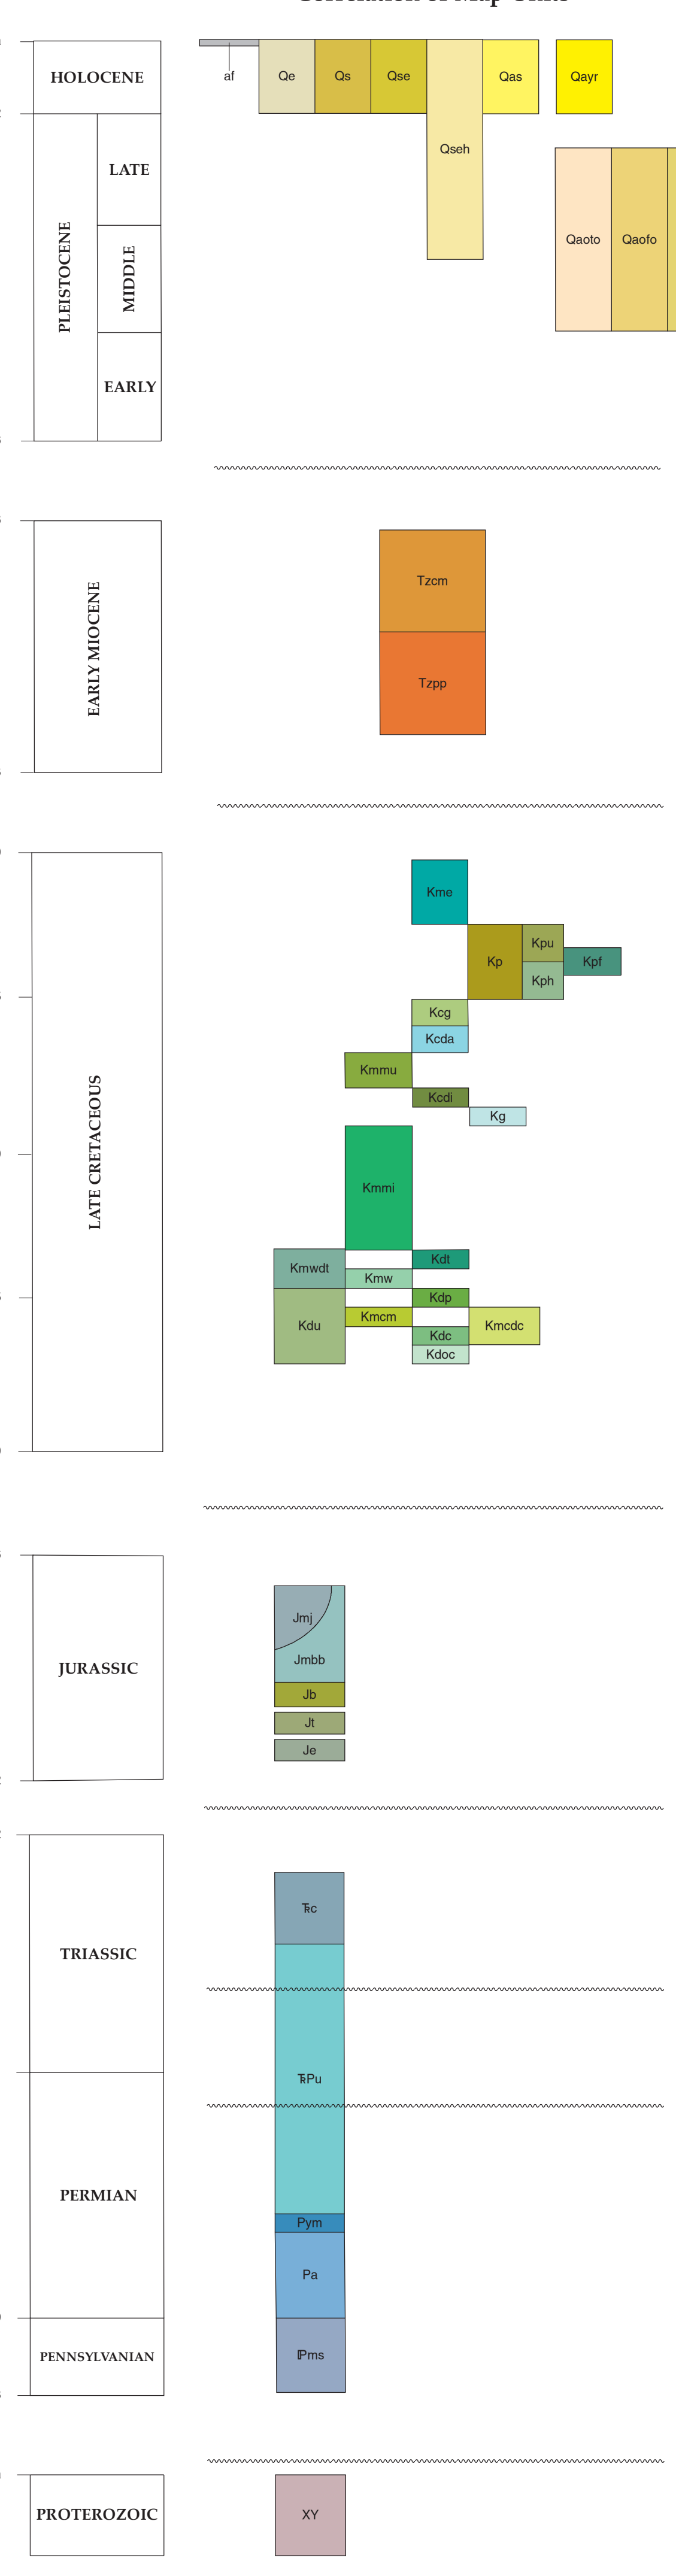 HOLOCENE
af
Qe
Qs
Qse
Qas
Qayr
Qseh
PLEISTOCENE
LATE
MIDDLE
EARLY
Qaoto
Qaofo
EARLY MIOCENE
Tzcm
Tzpp
LATE CRETACEOUS
Kme
Kp
Kpu
Kpf
Kph
Kcg
Kcda
Kmmu
Kcdi
Kg
Kmmi
Kmwdt
Kdt
Kmw
Kdp
Kdu
Kmcm
Kmcdc
Kdc
Kdoc
JURASSIC
Jmj
Jmbb
Jb
Jt
Je
TRIASSIC
TRc
TRPu
PERMIAN
Pym
Pa
PENNSYLVANIAN
Pms
PROTEROZOIC
XY